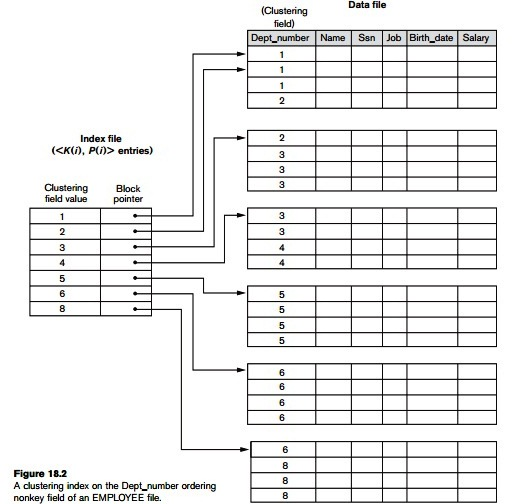 (Clustering
field)
Data file
Dept_number Name Ssn Job Birth_date Salary
1
1
1
2
Index file
(<K(i), P(i)> entries)
2
3
3
3
Clustering
field value
Block
pointer
1
2
3
4
5
6
8
3
3
4
4
5
5
5
5
6
6
6
6
6
8
8
8
Figure 18.2
A clustering index on the Dept_number ordering
nonkey field of an EMPLOYEE file.